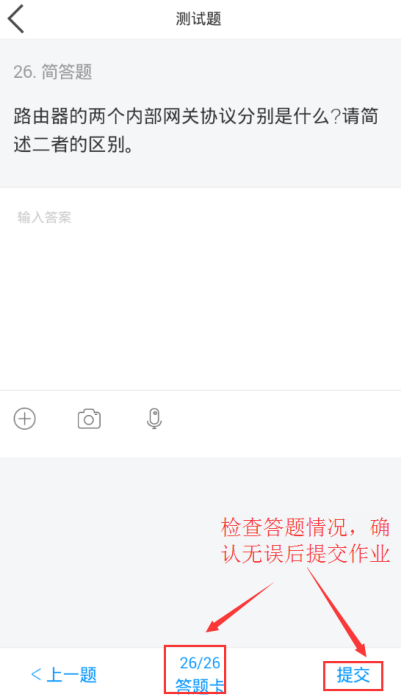 测试题
26. 简答题
路由器的两个内部网关协议分别是什么?请简
述二者的区别。
输入答案
检查答题情况，确
认无误后提交作业
< 上一题
26/26
答题卡
提交